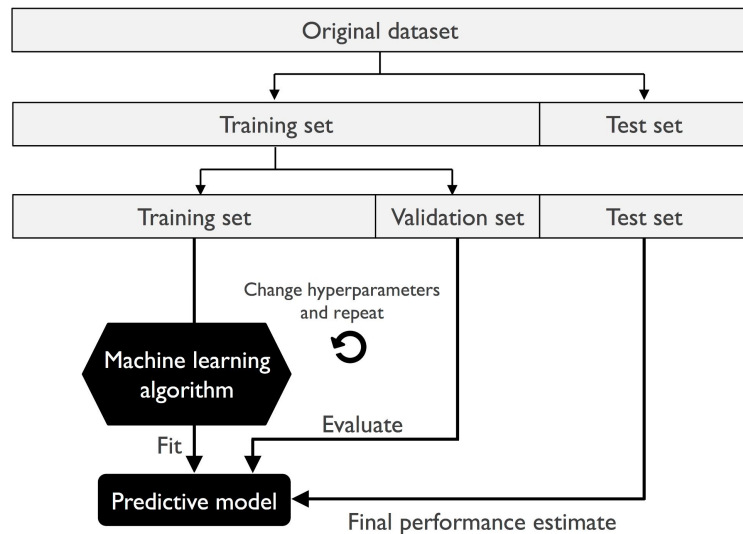 Original dataset
Training set
Test set
Training set
Validation set
Test set
Change hyperparameters
and repeat
Machine learning
algorithm
Evaluate
Fit
Predictive model
Final performance estimate